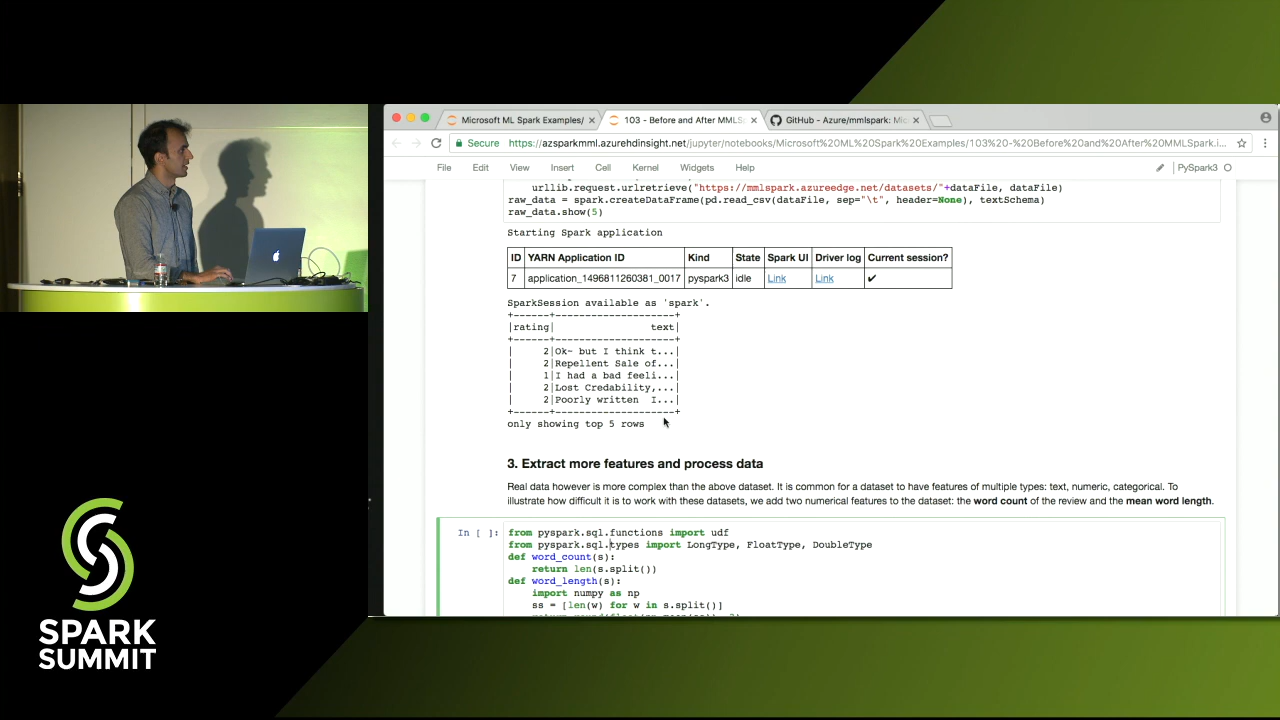 Microsoft ML Spark Examples/
103 - Before and After MMLS
GitHub - Azure/mmlspark: Mic
Secure
https://azsparkmml.azurehdinsight.net/jupyter/notebooks/Microsoft%20ML%20Spark%20Examples/103%20-%20Before%20and%20After%20MMLSpark.i...
File Edit View Insert Cell Kernel Widgets Help
PySpark3
urllib.request.urlretrieve("https://mmlspark.azureedge.net/datasets/"+dataFile, dataFile)
raw_data = spark.createDataFrame(pd.read_csv(dataFile, sep="\t", header=None), textSchema)
raw_data.show(5)
Starting Spark application
ID YARN Application ID Kind State Spark UI Driver log Current session?
7 application_1496811260381_0017 pyspark3 idle Link Link ✔
SparkSession available as 'spark'.
+------+--------------------+
|rating|                text|
+------+--------------------+
|     2|Ok- but I think t...|
|     2|Repellent Sale of...|
|     1|I had a bad feeli...|
|     2|Lost Credability,...|
|     2|Poorly written  I...|
+------+--------------------+
only showing top 5 rows
3. Extract more features and process data
Real data however is more complex than the above dataset. It is common for a dataset to have features of multiple types: text, numeric, categorical. To
illustrate how difficult it is to work with these datasets, we add two numerical features to the dataset: the word count of the review and the mean word length.
In [ ]:
from pyspark.sql.functions import udf
from pyspark.sql.types import LongType, FloatType, DoubleType
def word_count(s):
return len(s.split())
def word_length(s):
import numpy as np
ss = [len(w) for w in s.split()]
SPARK
SUMMIT